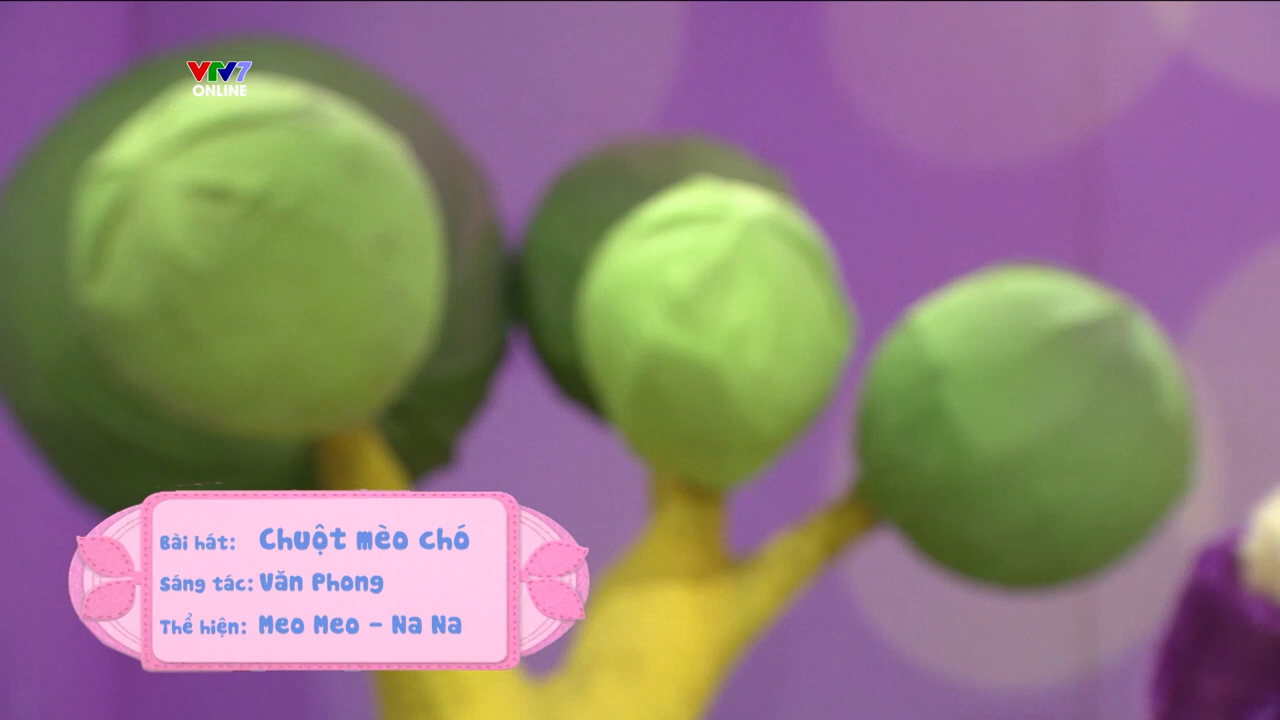 VTV7
ONLINE
Bài hát: Chuột mèo chó
Sáng tác: Văn Phong
Thể hiện: Meo Meo - Na Na